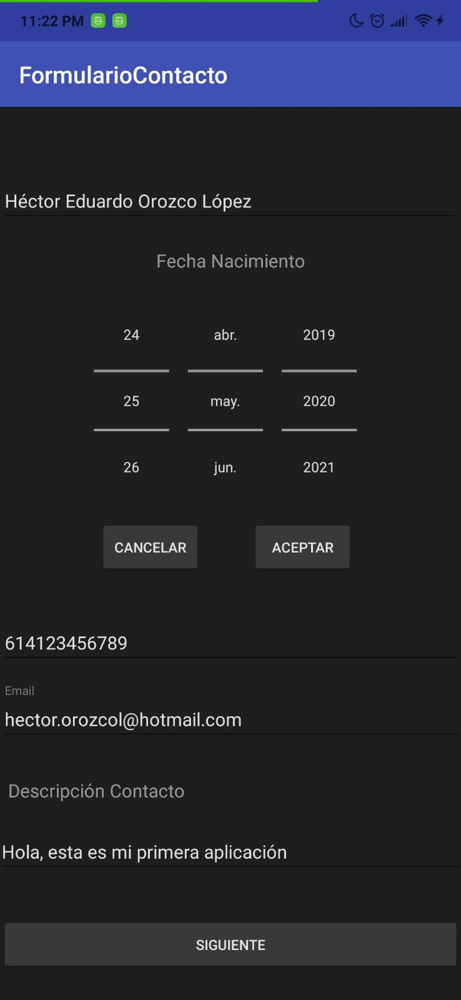 11:22 PM
FormularioContacto
Héctor Eduardo Orozco López
Fecha Nacimiento
24 abr. 2019
25 may. 2020
26 jun. 2021
CANCELAR ACEPTAR
614123456789
Email
hector.orozcol@hotmail.com
Descripción Contacto
Hola, esta es mi primera aplicación
SIGUIENTE